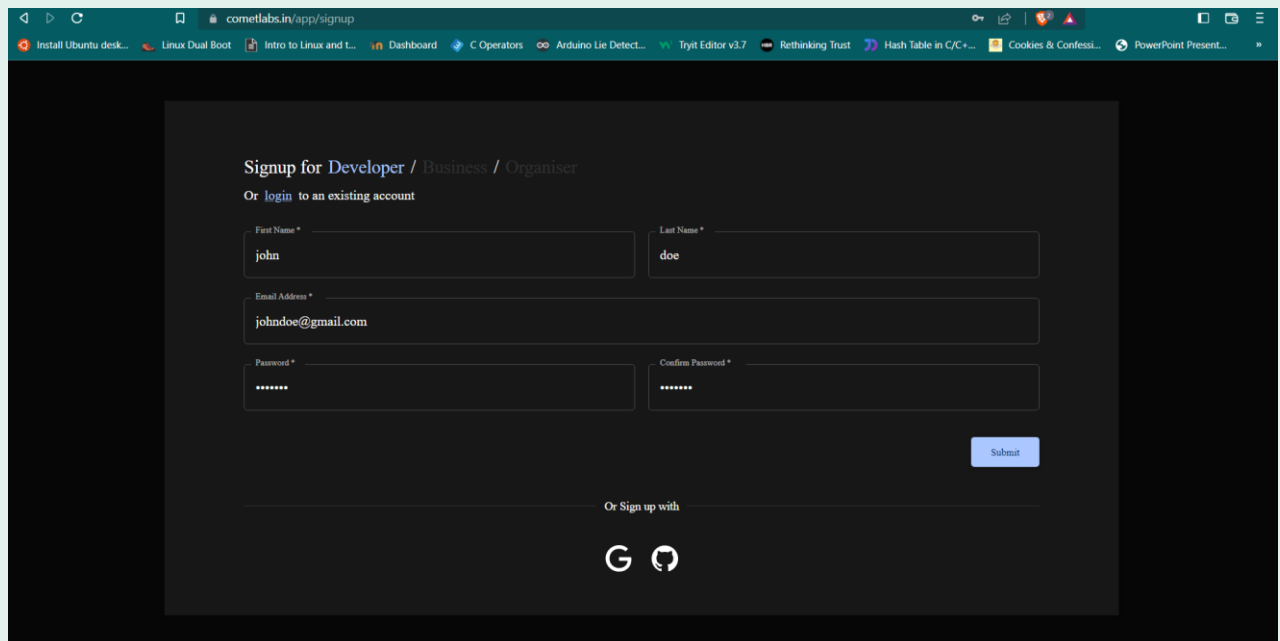 cometlabs.in/app/signup
Install Ubuntu desk... Linux Dual Boot Intro to Linux and t... in Dashboard C Operators Arduino Lie Detect... Tryit Editor v3.7 Rethinking Trust Hash Table in C/C+... Cookies & Confessi... PowerPoint Present... »
Signup for Developer / Business / Organiser
Or login to an existing account
First Name * Last Name *
john doe
Email Address *
johndoe@gmail.com
Password * Confirm Password *
••••••• •••••••
Submit
Or Sign up with
G